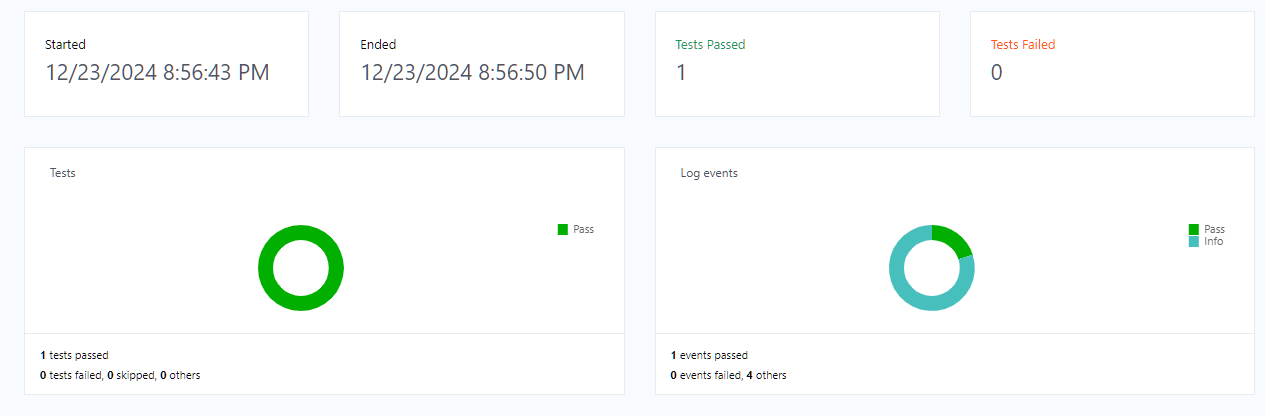 Started
12/23/2024 8:56:43 PM
Ended
12/23/2024 8:56:50 PM
Tests Passed
1
Tests Failed
0
Tests
Pass
1 tests passed
0 tests failed, 0 skipped, 0 others
Log events
Pass
Info
1 events passed
0 events failed, 4 others